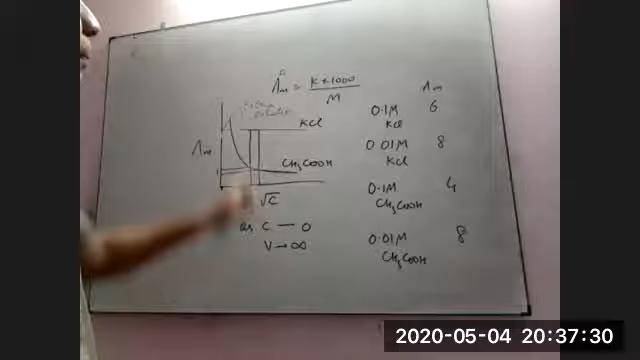 Λm° = K × 1000
M
Λm
KCl
CH3COOH
Λm
√C
as C — 0
V → ∞
0.1M 6
KCl
0.01M 8
KCl
0.1M 4
CH3COOH
0.01M 8
CH3COOH
2020-05-04 20:37:30